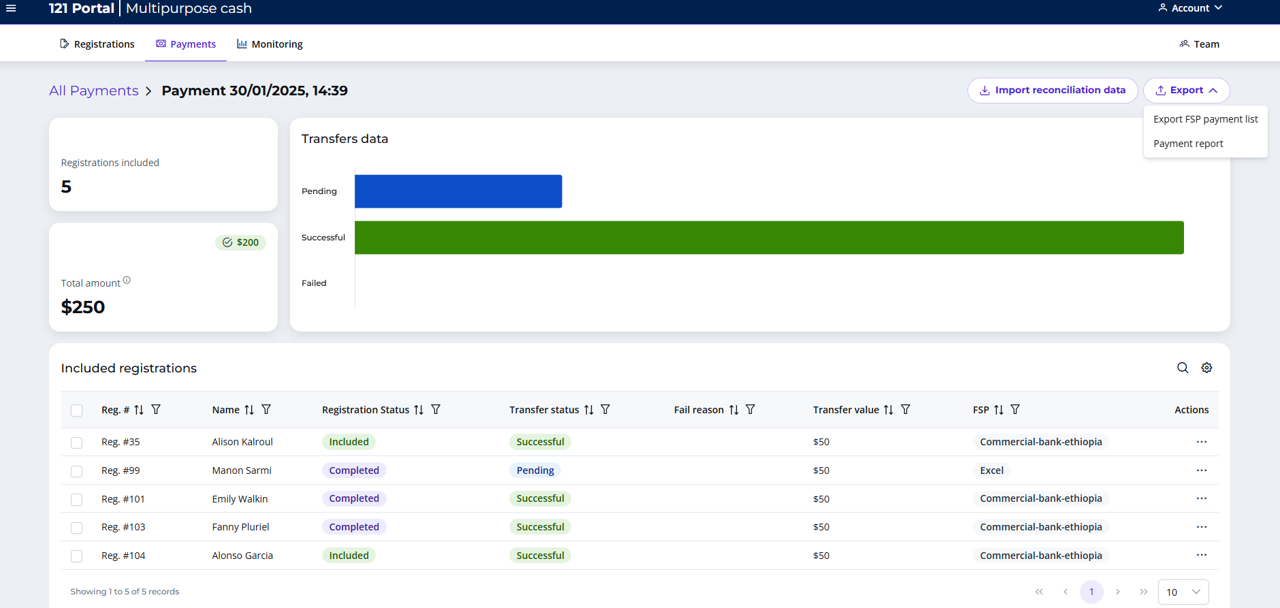 121 Portal | Multipurpose cash
Account
Registrations
Payments
Monitoring
Team
All Payments > Payment 30/01/2025, 14:39
Import reconciliation data
Export
Export FSP payment list
Payment report
Registrations included
5
$200
Total amount
$250
Transfers data
Pending
Successful
Failed
Included registrations
Reg. # Name Registration Status Transfer status Fail reason Transfer value FSP Actions
Reg. #35 Alison Kalroul Included Successful $50 Commercial-bank-ethiopia ...
Reg. #99 Manon Sarmi Completed Pending $50 Excel ...
Reg. #101 Emily Walkin Completed Successful $50 Commercial-bank-ethiopia ...
Reg. #103 Fanny Pluriel Completed Successful $50 Commercial-bank-ethiopia ...
Reg. #104 Alonso Garcia Included Successful $50 Commercial-bank-ethiopia ...
Showing 1 to 5 of 5 records
« ‹ 1 › »
10